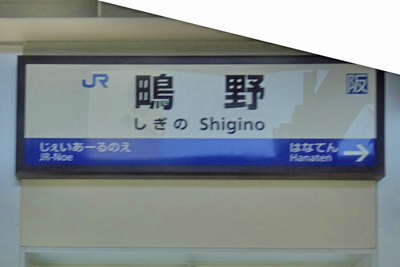 JR 鴫野 阪
しぎの Shigino
じぇいあーるのえ はなてん
JR-Noe Hanaten →